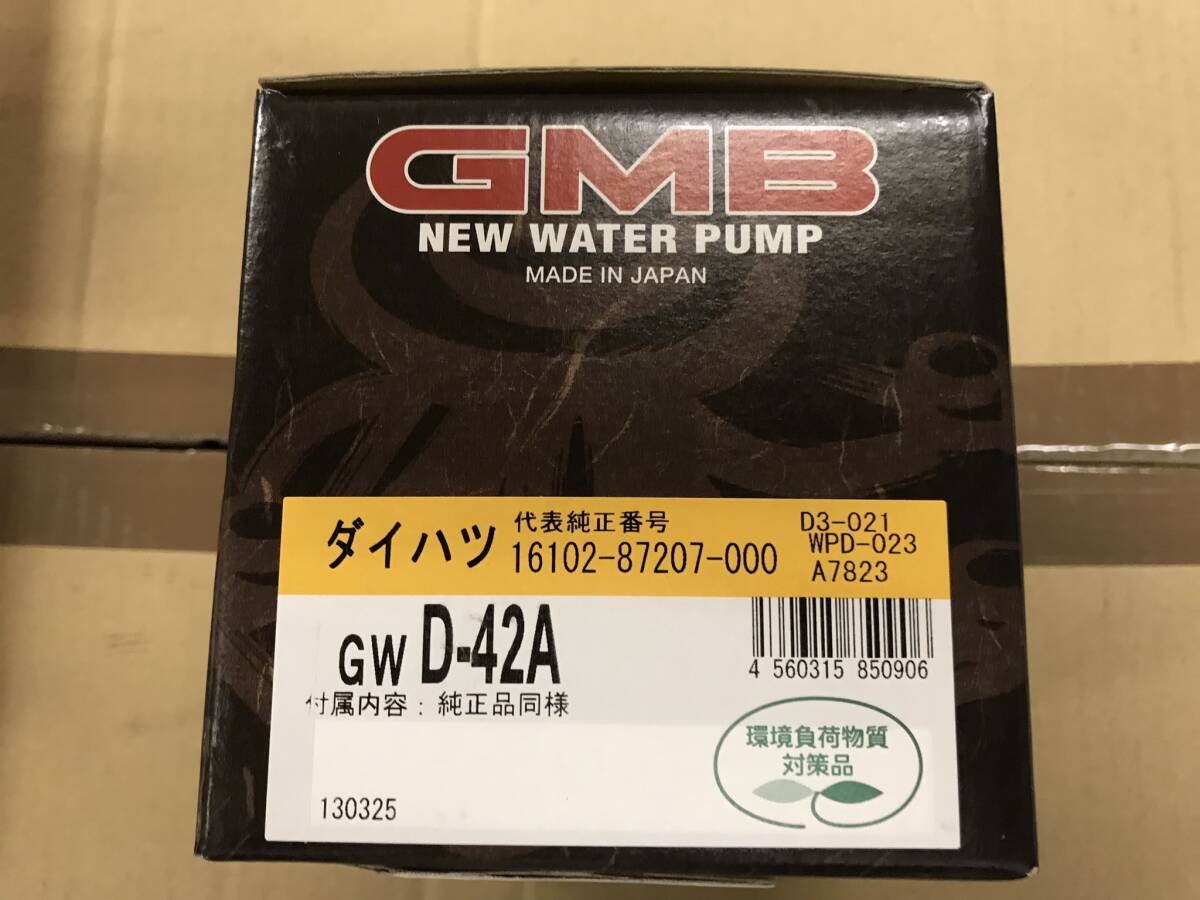 GMB
NEW WATER PUMP
MADE IN JAPAN
ダイハツ
代表純正番号
16102-87207-000
D3-021
WPD-023
A7823
GW D-42A
付属内容：純正品同様
4 560315 850906
環境負荷物質
対策品
130325